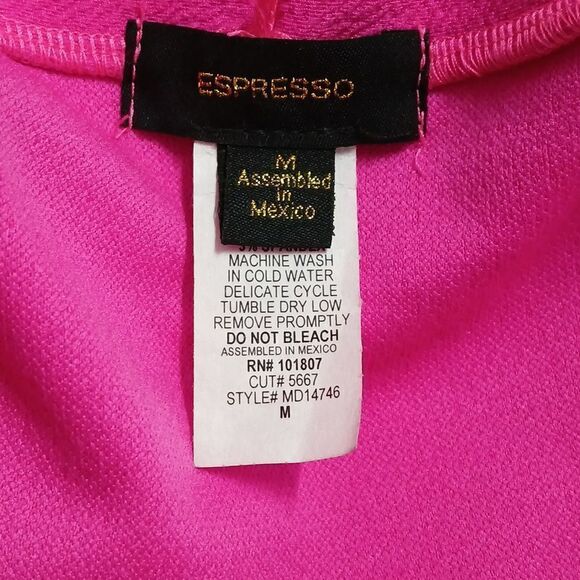 ESPRESSO
M
Assembled
in
Mexico
SPANDEX
MACHINE WASH
IN COLD WATER
DELICATE CYCLE
TUMBLE DRY LOW
REMOVE PROMPTLY
DO NOT BLEACH
ASSEMBLED IN MEXICO
RN# 101807
CUT# 5667
STYLE# MD14746
M